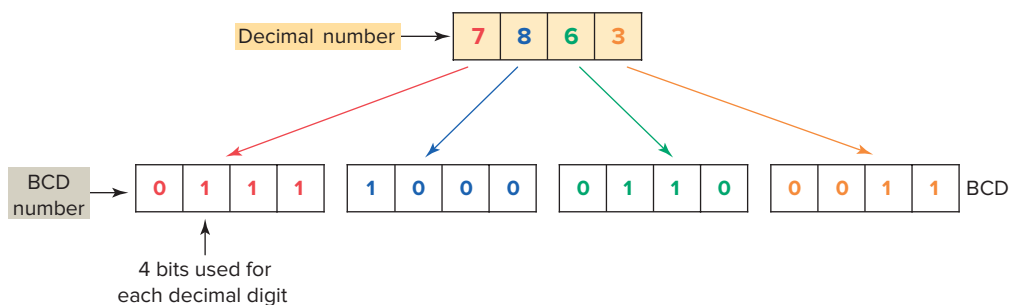 Decimal number 7 8 6 3
BCD
number
0 1 1 1 1 0 0 0 0 1 1 0 0 0 1 1 BCD
4 bits used for
each decimal digit